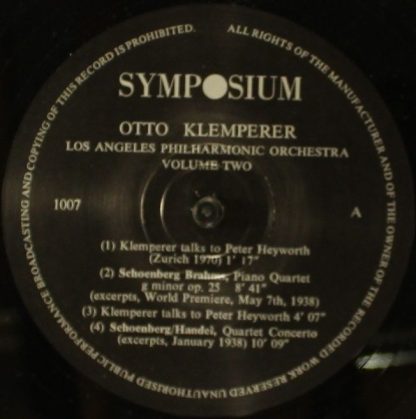 ALL RIGHTS OF THE MANUFACTURER AND OF THE OWNER OF THE RECORDED WORK RESERVED UNAUTHORISED PUBLIC PERFORMANCE BROADCASTING AND COPYING OF THIS RECORD IS PROHIBITED.
SYMPOSIUM
OTTO KLEMPERER
LOS ANGELES PHILHARMONIC ORCHESTRA
VOLUME TWO
1007
A
(1) Klemperer talks to Peter Heyworth
(Zurich 1970) 1' 17"
(2) Schoenberg Brahms, Piano Quartet
g minor op. 25 8' 41"
(excerpts, World Premiere, May 7th, 1938)
(3) Klemperer talks to Peter Heyworth 4' 07"
(4) Schoenberg/Handel, Quartet Concerto
(excerpts, January 1938) 10' 09"